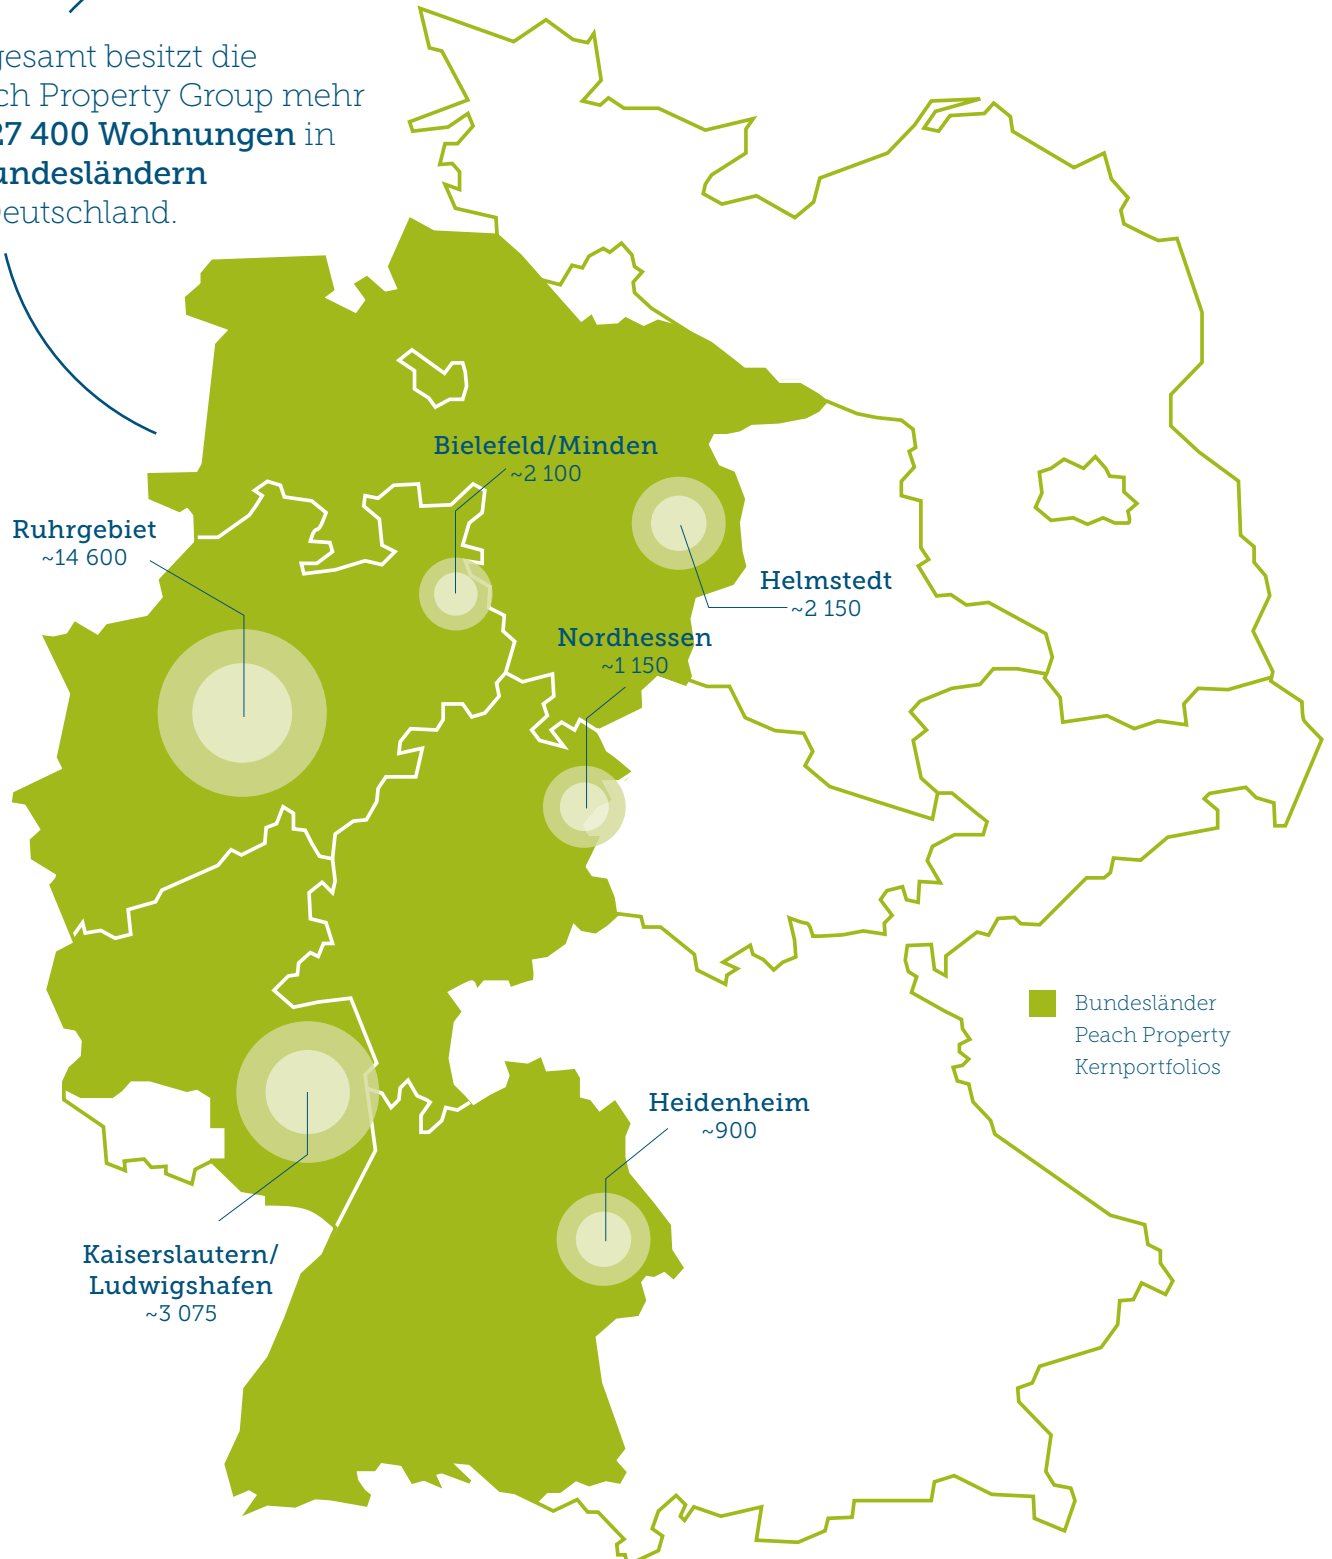 gesamt besitzt die
ch Property Group mehr
27 400 Wohnungen in
undesländern
Deutschland.
Bielefeld/Minden
~2 100
Ruhrgebiet
~14 600
Helmstedt
~2 150
Nordhessen
~1 150
Bundesländer
Peach Property
Kernportfolios
Heidenheim
~900
Kaiserslautern/
Ludwigshafen
~3 075